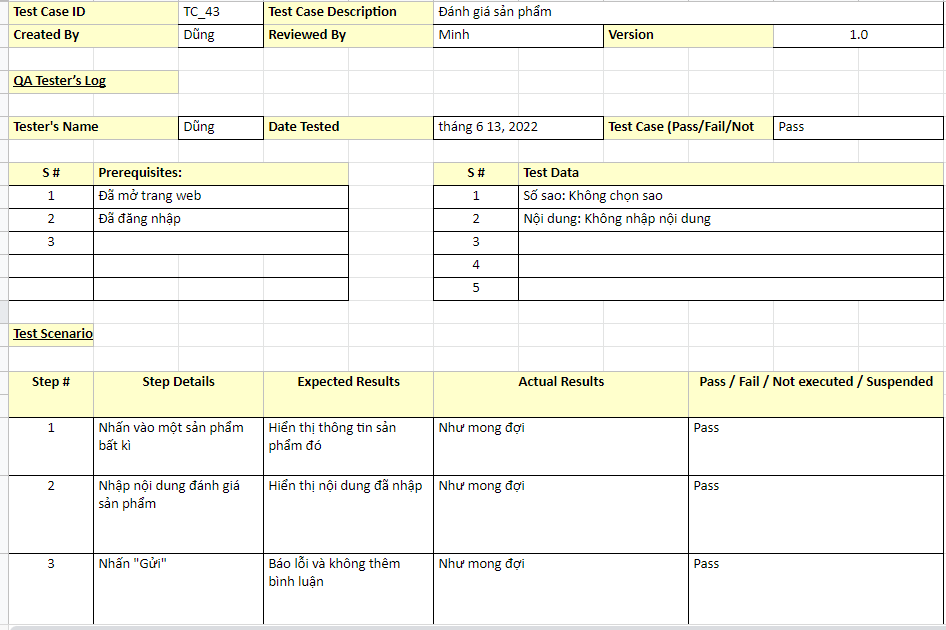 Test Case ID TC_43 Test Case Description Đánh giá sản phẩm
Created By Dũng Reviewed By Minh Version 1.0
QA Tester’s Log
Tester's Name Dũng Date Tested tháng 6 13, 2022 Test Case (Pass/Fail/Not Pass
S # Prerequisites: S # Test Data
1 Đã mở trang web 1 Số sao: Không chọn sao
2 Đã đăng nhập 2 Nội dung: Không nhập nội dung
3 3
4
5
Test Scenario
Step # Step Details Expected Results Actual Results Pass / Fail / Not executed / Suspended
1 Nhấn vào một sản phẩm Hiển thị thông tin sản Như mong đợi Pass
bất kì phẩm đó
2 Nhập nội dung đánh giá Hiển thị nội dung đã nhập Như mong đợi Pass
sản phẩm
3 Nhấn "Gửi" Báo lỗi và không thêm Như mong đợi Pass
bình luận